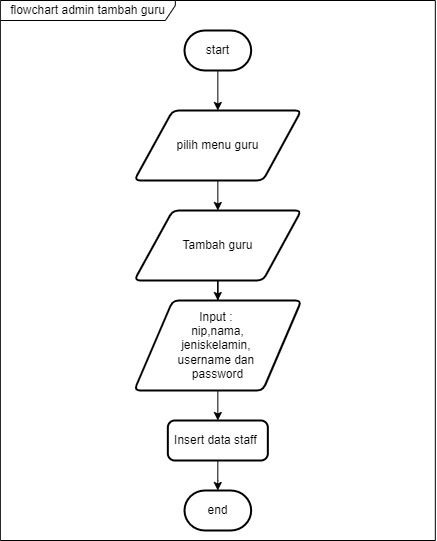 flowchart admin tambah guru
start
pilih menu guru
Tambah guru
Input :
nip,nama,
jeniskelamin,
username dan
password
Insert data staff
end